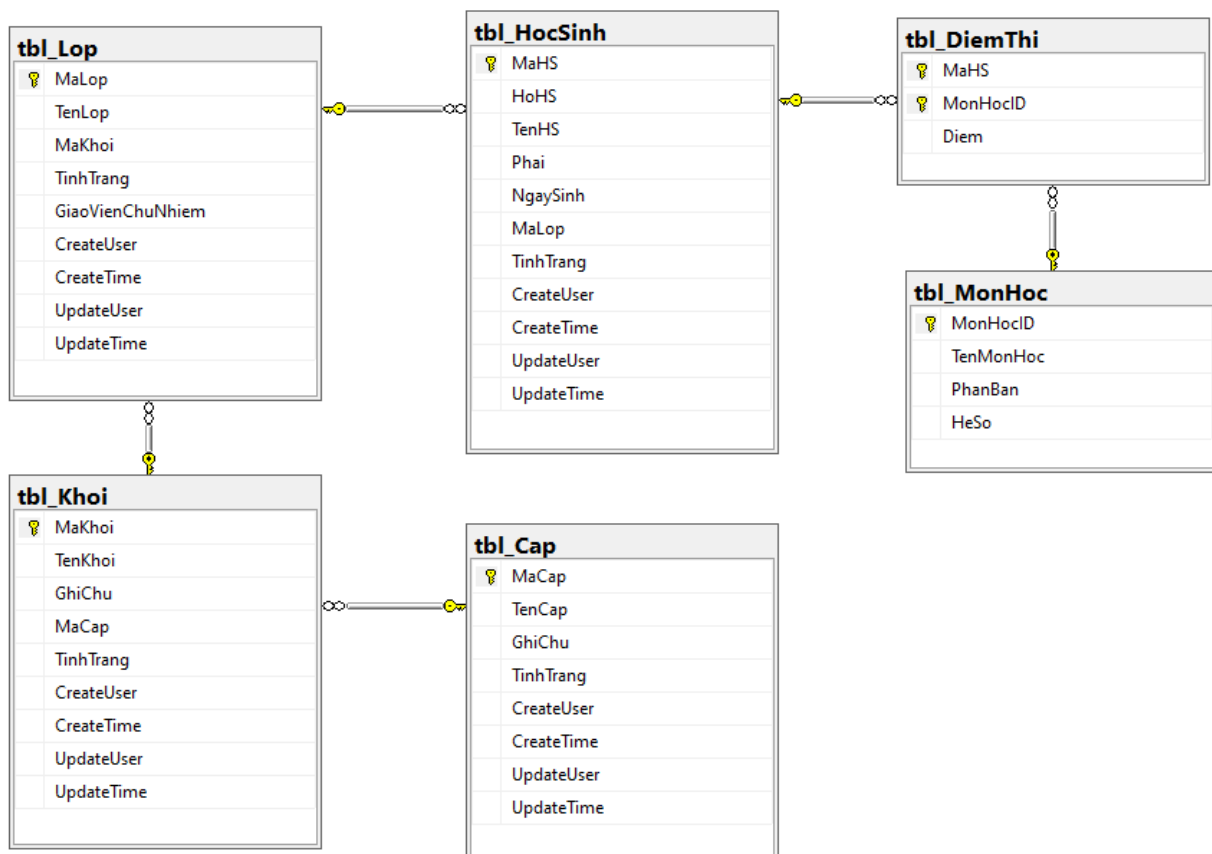 tbl_Lop
MaLop
TenLop
MaKhoi
TinhTrang
GiaoVienChuNhiem
CreateUser
CreateTime
UpdateUser
UpdateTime
tbl_HocSinh
MaHS
HoHS
TenHS
Phai
NgaySinh
MaLop
TinhTrang
CreateUser
CreateTime
UpdateUser
UpdateTime
tbl_DiemThi
MaHS
MonHocID
Diem
tbl_MonHoc
MonHocID
TenMonHoc
PhanBan
HeSo
tbl_Khoi
MaKhoi
TenKhoi
GhiChu
MaCap
TinhTrang
CreateUser
CreateTime
UpdateUser
UpdateTime
tbl_Cap
MaCap
TenCap
GhiChu
TinhTrang
CreateUser
CreateTime
UpdateUser
UpdateTime